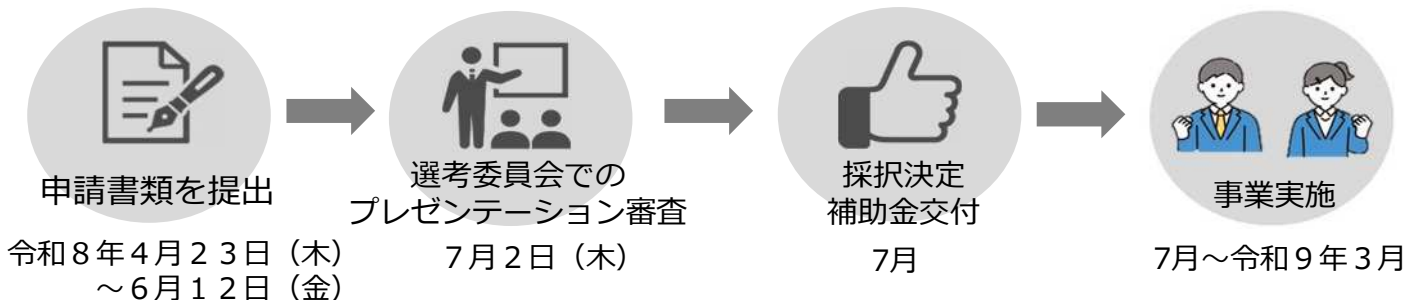 申請書類を提出
令和８年４月２３日（木）
～６月１２日（金）
選考委員会での
プレゼンテーション審査
７月２日（木）
採択決定
補助金交付
7月
事業実施
7月～令和９年３月